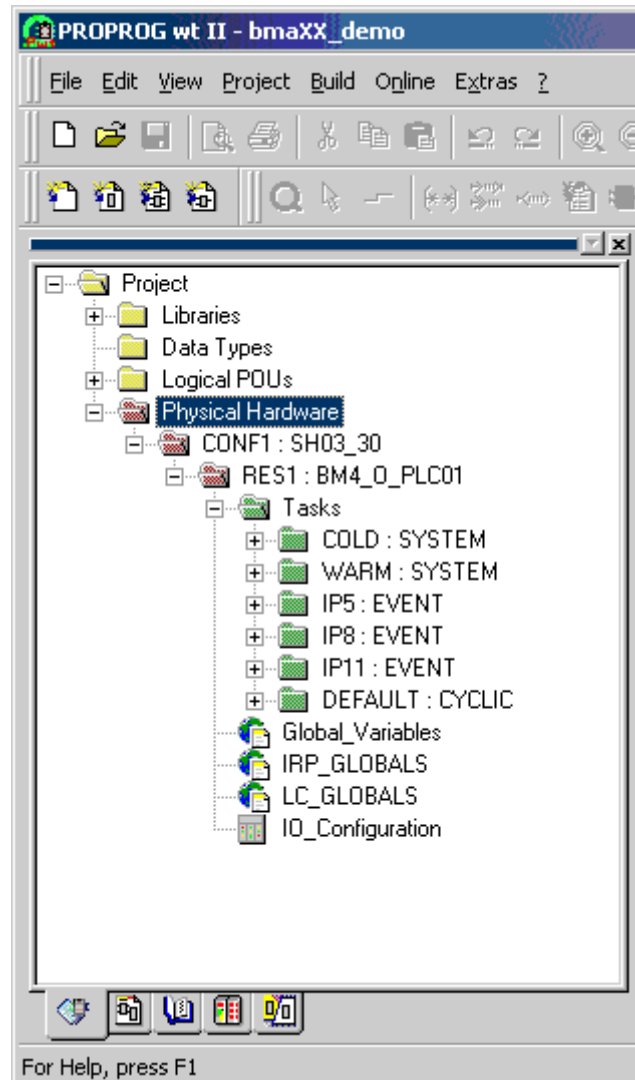 PROPROG wt II - bmaXX_demo
File Edit View Project Build Online Extras ?
Project
Libraries
Data Types
Logical POUs
Physical Hardware
CONF1 : SH03_30
RES1 : BM4_O_PLC01
Tasks
COLD : SYSTEM
WARM : SYSTEM
IP5 : EVENT
IP8 : EVENT
IP11 : EVENT
DEFAULT : CYCLIC
Global_Variables
IRP_GLOBALS
LC_GLOBALS
IO_Configuration
For Help, press F1